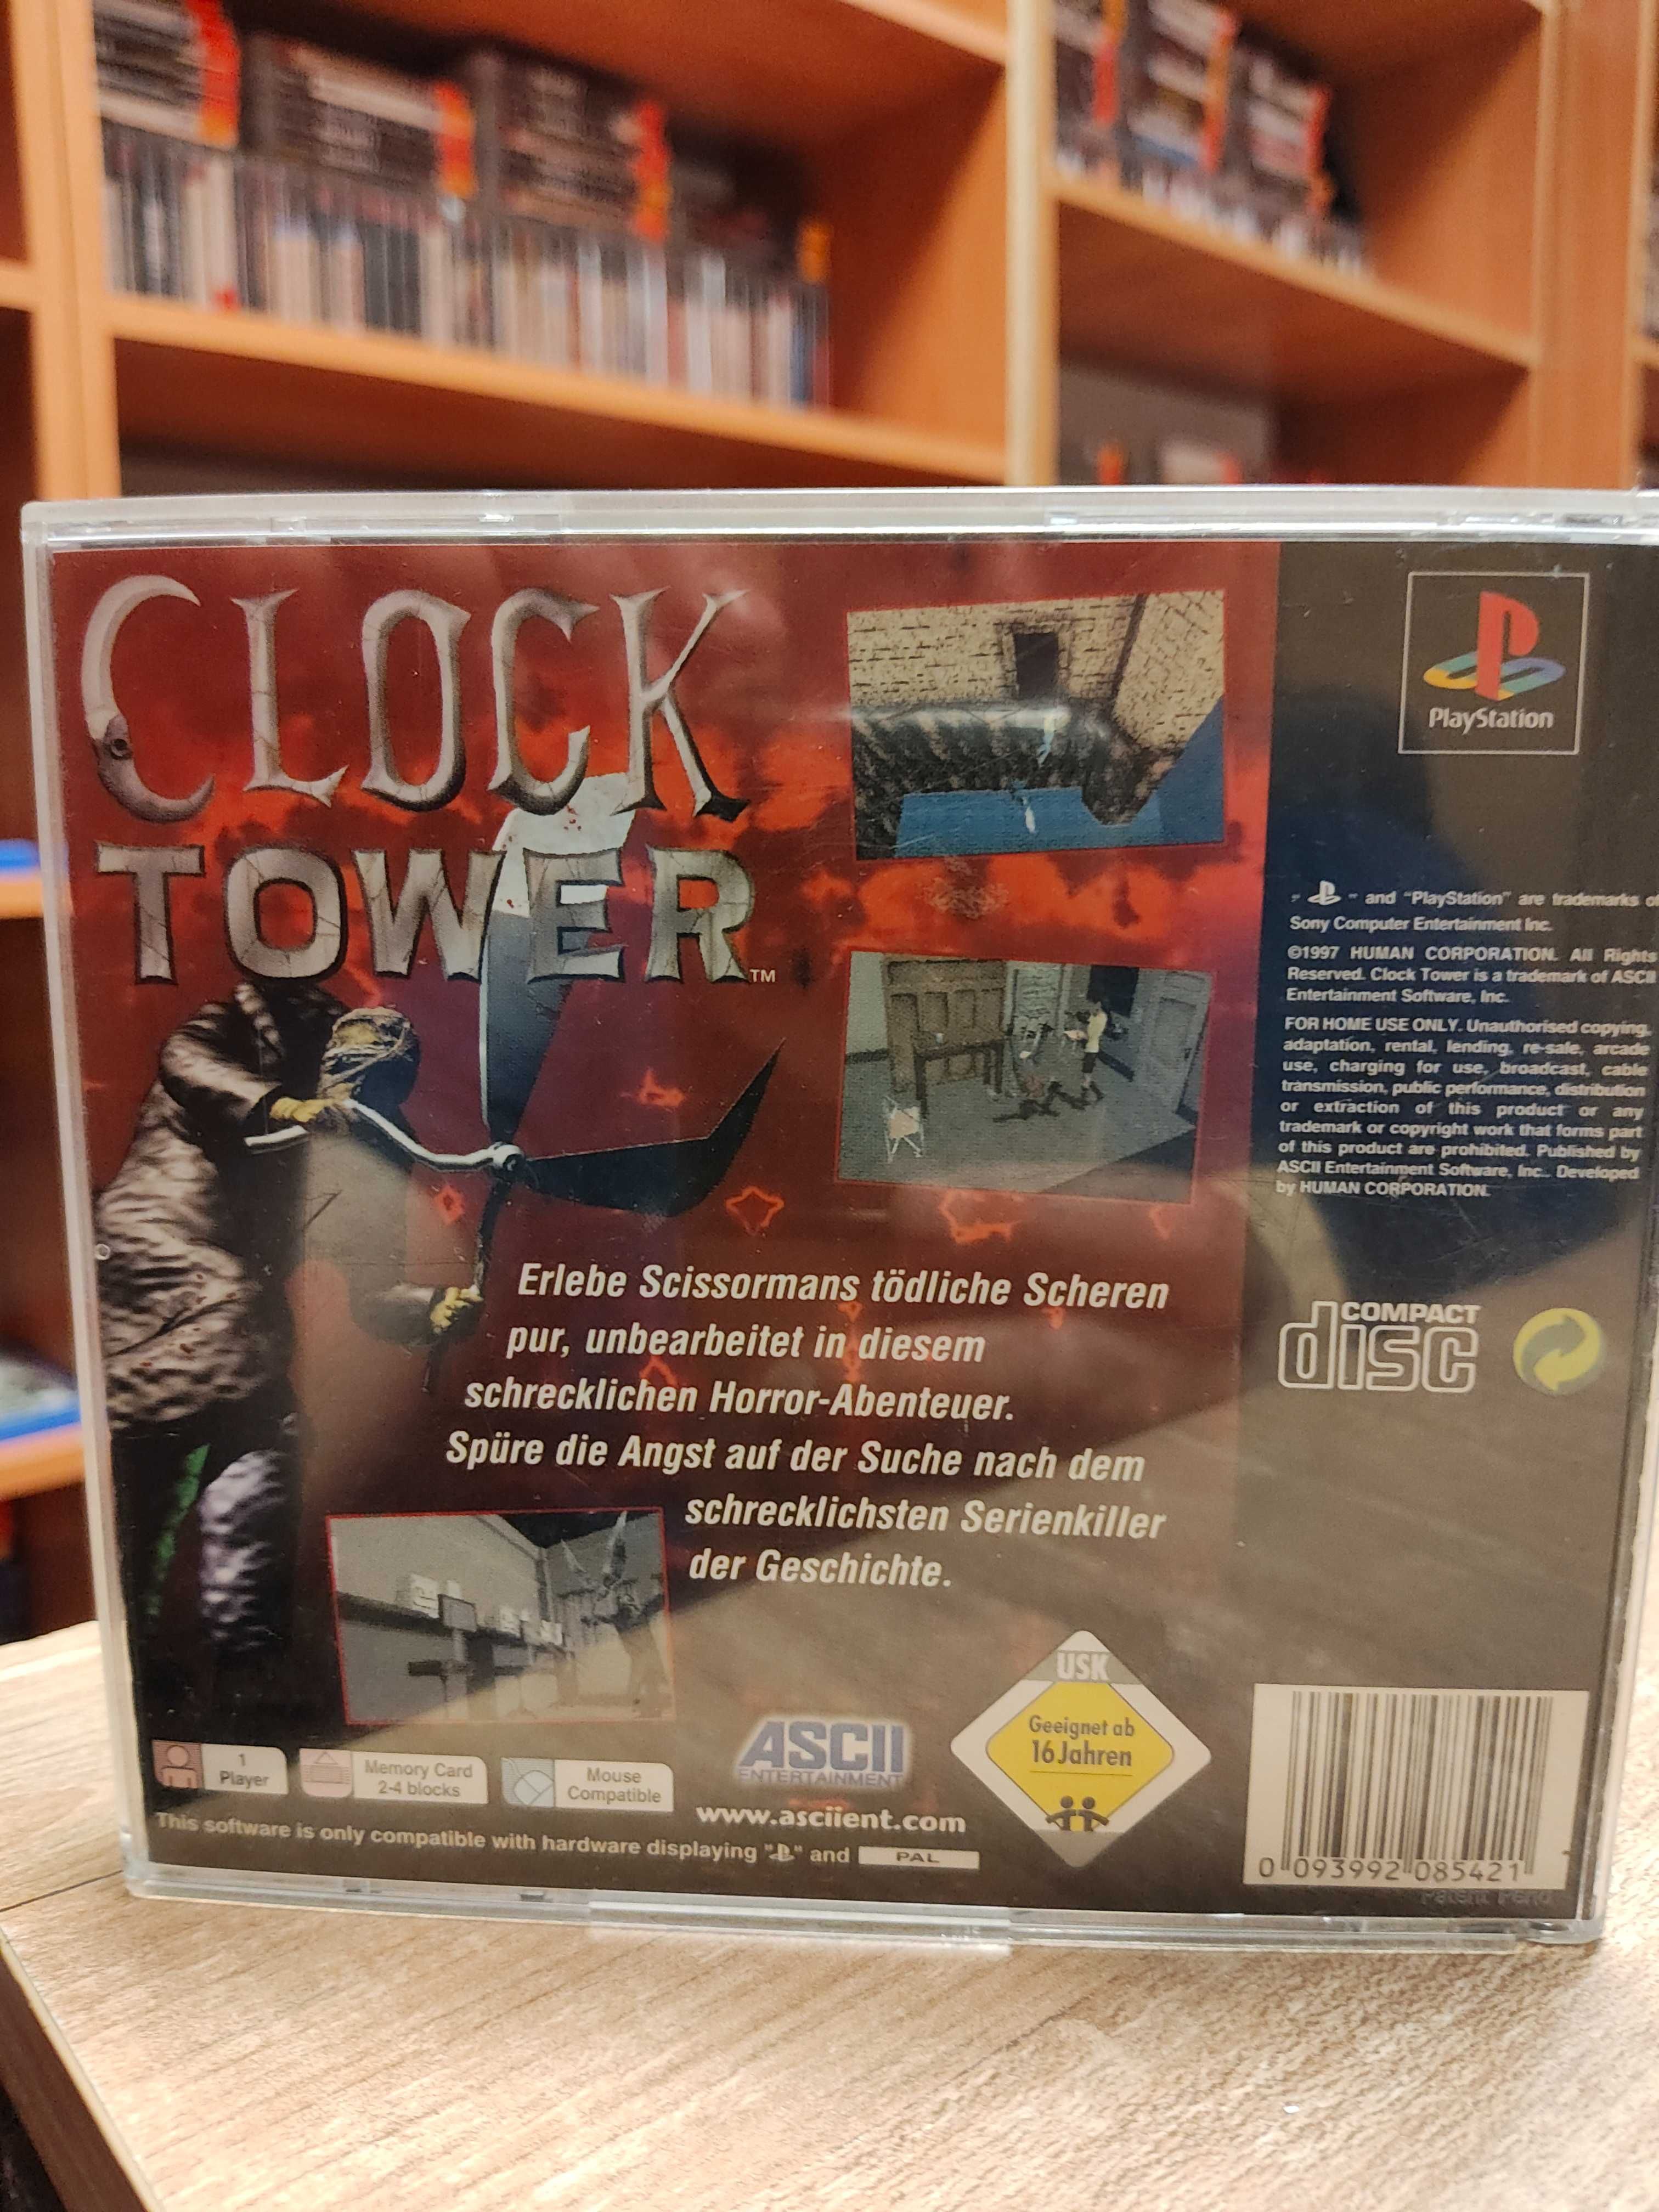 CLOCK
TOWER™
PlayStation
" " and "PlayStation" are trademarks of
Sony Computer Entertainment Inc.
©1997 HUMAN CORPORATION. All Rights
Reserved. Clock Tower is a trademark of ASCII
Entertainment Software, Inc.
FOR HOME USE ONLY. Unauthorised copying,
adaptation, rental, lending, re-sale, arcade
use, charging for use, broadcast, cable
transmission, public performance, distribution
or extraction of this product or any
trademark or copyright work that forms part
of this product are prohibited. Published by
ASCII Entertainment Software, Inc.. Developed
by HUMAN CORPORATION.
Erlebe Scissormans tödliche Scheren
pur, unbearbeitet in diesem
schrecklichen Horror-Abenteuer.
Spüre die Angst auf der Suche nach dem
schrecklichsten Serienkiller
der Geschichte.
COMPACT
disc
USK
Geeignet ab
16 Jahren
1
Player
Memory Card
2-4 blocks
Mouse
Compatible
ASCII
ENTERTAINMENT
www.asciient.com
This software is only compatible with hardware displaying " " and PAL
0 093992 085421
Patent Pend